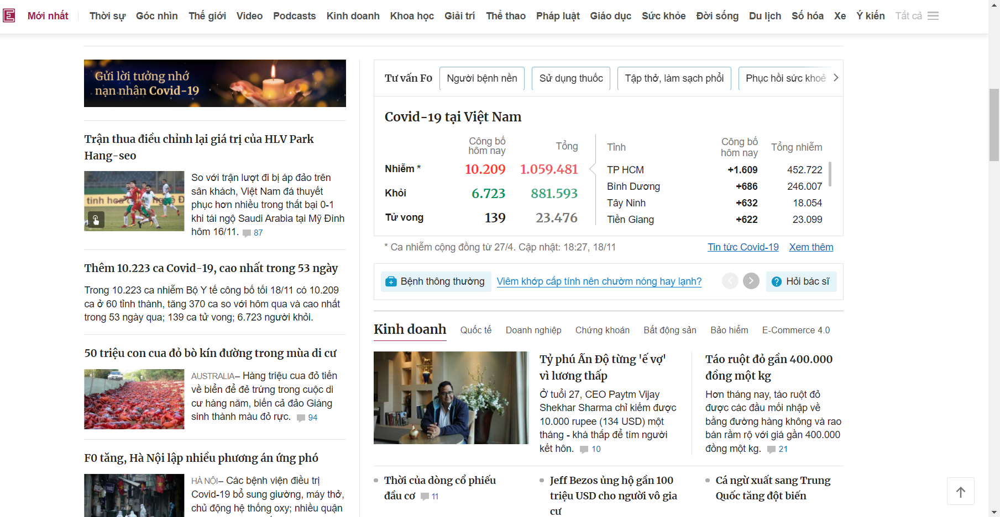 Mới nhất Thời sự Góc nhìn Thế giới Video Podcasts Kinh doanh Khoa học Giải trí Thể thao Pháp luật Giáo dục Sức khỏe Đời sống Du lịch Số hóa Xe Ý kiến Tất cả
Gửi lời tưởng nhớ
nạn nhân Covid-19
Trận thua điều chỉnh lại giá trị của HLV Park
Hang-seo
So với trận lượt đi bị áp đảo trên
sân khách, Việt Nam đá thuyết
phục hơn nhiều trong thất bại 0-1
khi tái ngộ Saudi Arabia tại Mỹ Đình
hôm 16/11. 87
Thêm 10.223 ca Covid-19, cao nhất trong 53 ngày
Trong 10.223 ca nhiễm Bộ Y tế công bố tối 18/11 có 10.209
ca ở 60 tỉnh thành, tăng 370 ca so với hôm qua và cao nhất
trong 53 ngày qua; 139 ca tử vong; 6.723 người khỏi.
50 triệu con cua đỏ bò kín đường trong mùa di cư
AUSTRALIA– Hàng triệu cua đỏ tiến
về biển để đẻ trứng trong cuộc di
cư hàng năm, biến cả đảo Giáng
sinh thành màu đỏ rực. 94
F0 tăng, Hà Nội lập nhiều phương án ứng phó
HÀ NỘI– Các bệnh viện điều trị
Covid-19 bổ sung giường, máy thở,
chủ động hệ thống oxy; nhiều quận
Tư vấn F0 Người bệnh nền Sử dụng thuốc Tập thở, làm sạch phổi Phục hồi sức khoẻ
Covid-19 tại Việt Nam
Công bố
hôm nay Tổng
Nhiễm * 10.209 1.059.481
Khỏi 6.723 881.593
Tử vong 139 23.476
Tỉnh Công bố
hôm nay Tổng nhiễm
TP HCM +1.609 452.722
Bình Dương +686 246.007
Tây Ninh +632 18.054
Tiền Giang +622 23.099
* Ca nhiễm cộng đồng từ 27/4. Cập nhật: 18:27, 18/11 Tin tức Covid-19 Xem thêm
Bệnh thông thường Viêm khớp cấp tính nên chườm nóng hay lạnh? Hỏi bác sĩ
Kinh doanh Quốc tế Doanh nghiệp Chứng khoán Bất động sản Bảo hiểm E-Commerce 4.0
Tỷ phú Ấn Độ từng 'ế vợ'
vì lương thấp
Ở tuổi 27, CEO Paytm Vijay
Shekhar Sharma chỉ kiếm được
10.000 rupee (134 USD) một
tháng - khá thấp để tìm người
kết hôn. 10
Táo ruột đỏ gần 400.000
đồng một kg
Hơn tháng nay, táo ruột đỏ
được các đầu mối nhập về
bằng đường hàng không và rao
bán rầm rộ với giá gần 400.000
đồng một kg. 21
Thời của dòng cổ phiếu
đầu cơ 11
Jeff Bezos ủng hộ gần 100
triệu USD cho người vô gia
cư
Cá ngừ xuất sang Trung
Quốc tăng đột biến